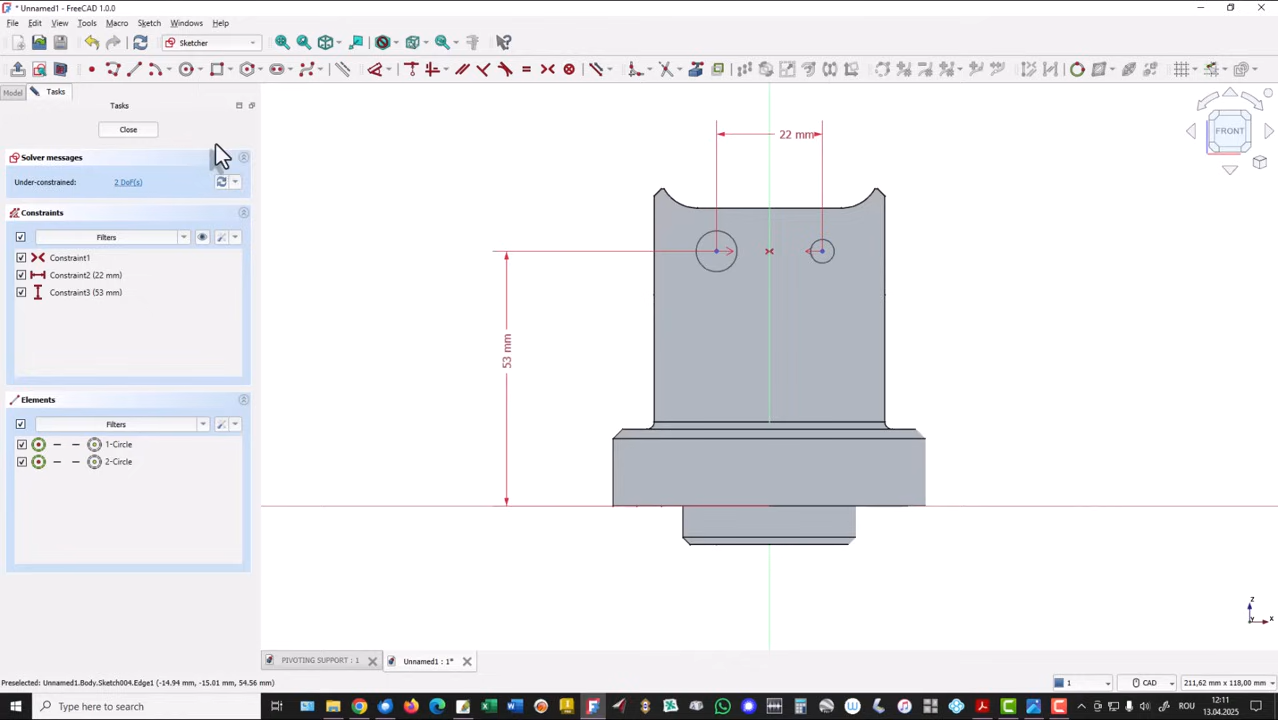 * Unnamed1 - FreeCAD 1.0.0
File Edit View Tools Macro Sketch Windows Help
Sketcher
Model Tasks
Tasks
Close
Solver messages
Under-constrained: 2 DoF(s)
Constraints
Filters
Constraint1
Constraint2 (22 mm)
Constraint3 (53 mm)
Elements
Filters
1-Circle
2-Circle
22 mm
53 mm
FRONT
z
x
PIVOTING SUPPORT : 1
Unnamed1 : 1*
Preselected: Unnamed1.Body.Sketch004.Edge1 (-14.94 mm, -15.01 mm, 54.56 mm)
1
CAD
211,62 mm x 118,00 mm
Type here to search
12:11
13.04.2025